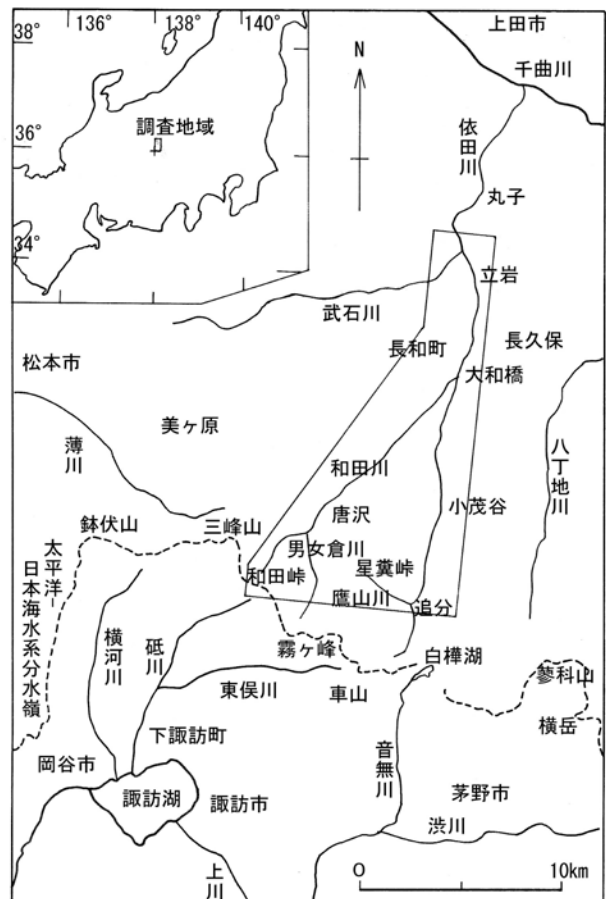 38°
136°
138°
140°
36°
34°
調査地域
N
上田市
千曲川
依田川
丸子
立岩
武石川
長和町
長久保
大和橋
松本市
美ヶ原
薄川
和田川
八丁地川
唐沢
小茂谷
鉢伏山
三峰山
男女倉川
星糞峠
和田峠
鷹山川
追分
太平洋-
日本海水系分水嶺
横河川
砥川
霧ヶ峰
白樺湖
蓼科山
東俣川
車山
横岳
下諏訪町
音無川
岡谷市
諏訪湖
諏訪市
茅野市
渋川
上川
O
10km